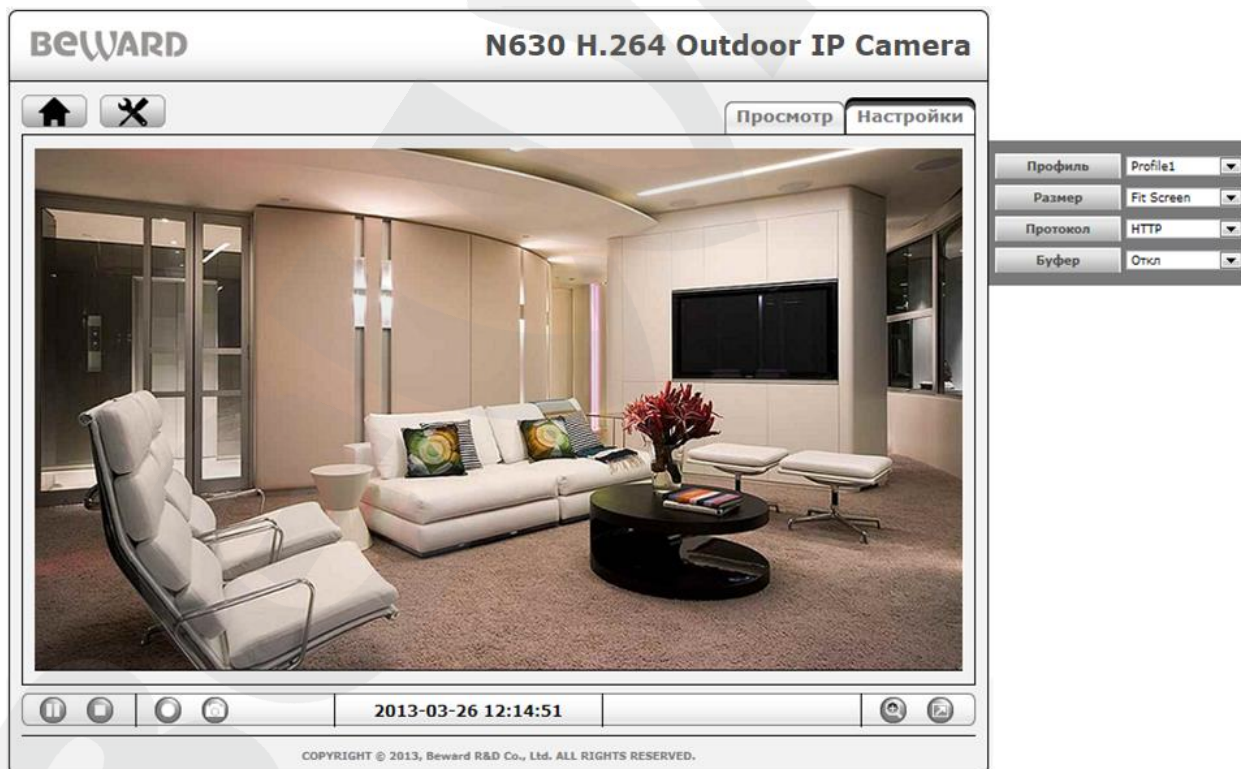 BEWARD
N630 H.264 Outdoor IP Camera
Просмотр
Настройки
Профиль Profile1
Размер Fit Screen
Протокол HTTP
Буфер Откл
2013-03-26 12:14:51
COPYRIGHT © 2013, Beward R&D Co., Ltd. ALL RIGHTS RESERVED.